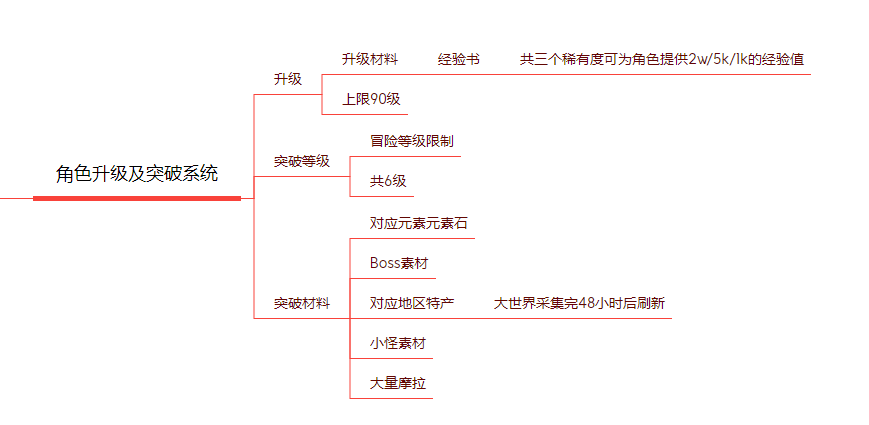 角色升级及突破系统
升级
升级材料
经验书
共三个稀有度可为角色提供2w/5k/1k的经验值
上限90级
突破等级
冒险等级限制
共6级
突破材料
对应元素元素石
Boss素材
对应地区特产
大世界采集完48小时后刷新
小怪素材
大量摩拉